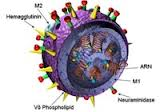 M2
Hemagglutinin
ARN
M1
Neuraminidase
Vỏ Phospholipid